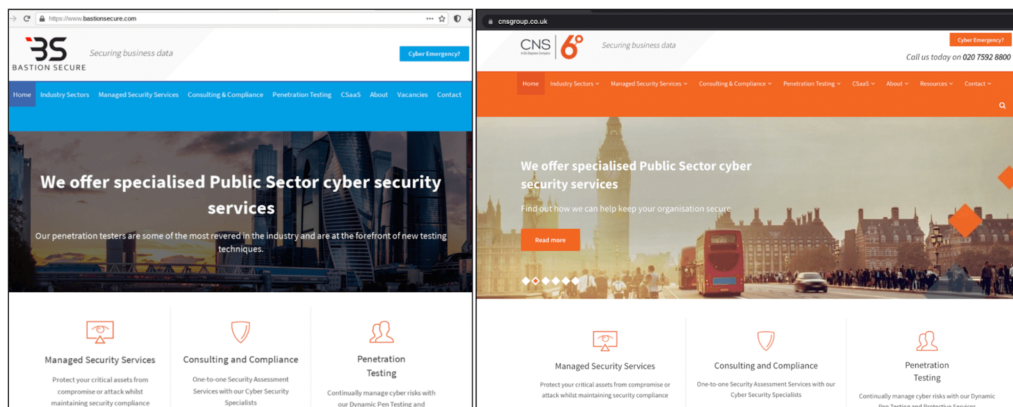 https://www.bastionsecure.com
BS
BASTION SECURE
Securing business data
Cyber Emergency?
Home Industry Sectors Managed Security Services Consulting & Compliance Penetration Testing CSaaS About Vacancies Contact
We offer specialised Public Sector cyber security
services
Our penetration testers are some of the most revered in the industry and are at the forefront of new testing
techniques.
Managed Security Services
Protect your critical assets from
compromise or attack whilst
maintaining security compliance
Consulting and Compliance
One-to-one Security Assessment
Services with our Cyber Security
Specialists
Penetration
Testing
Continually manage cyber risks with
our Dynamic Pen Testing and
cnsgroup.co.uk
CNS 6°
Securing business data
Cyber Emergency?
Call us today on 020 7592 8800
Home Industry Sectors Managed Security Services Consulting & Compliance Penetration Testing CSaaS About Resources Contact
We offer specialised Public Sector cyber
security services
Find out how we can help keep your organisation secure
Read more
Managed Security Services
Protect your critical assets from compromise or
attack whilst maintaining security compliance
Consulting and Compliance
One-to-one Security Assessment Services with our
Cyber Security Specialists
Penetration
Testing
Continually manage cyber risks with our Dynamic
Pen Testing and Protective Services